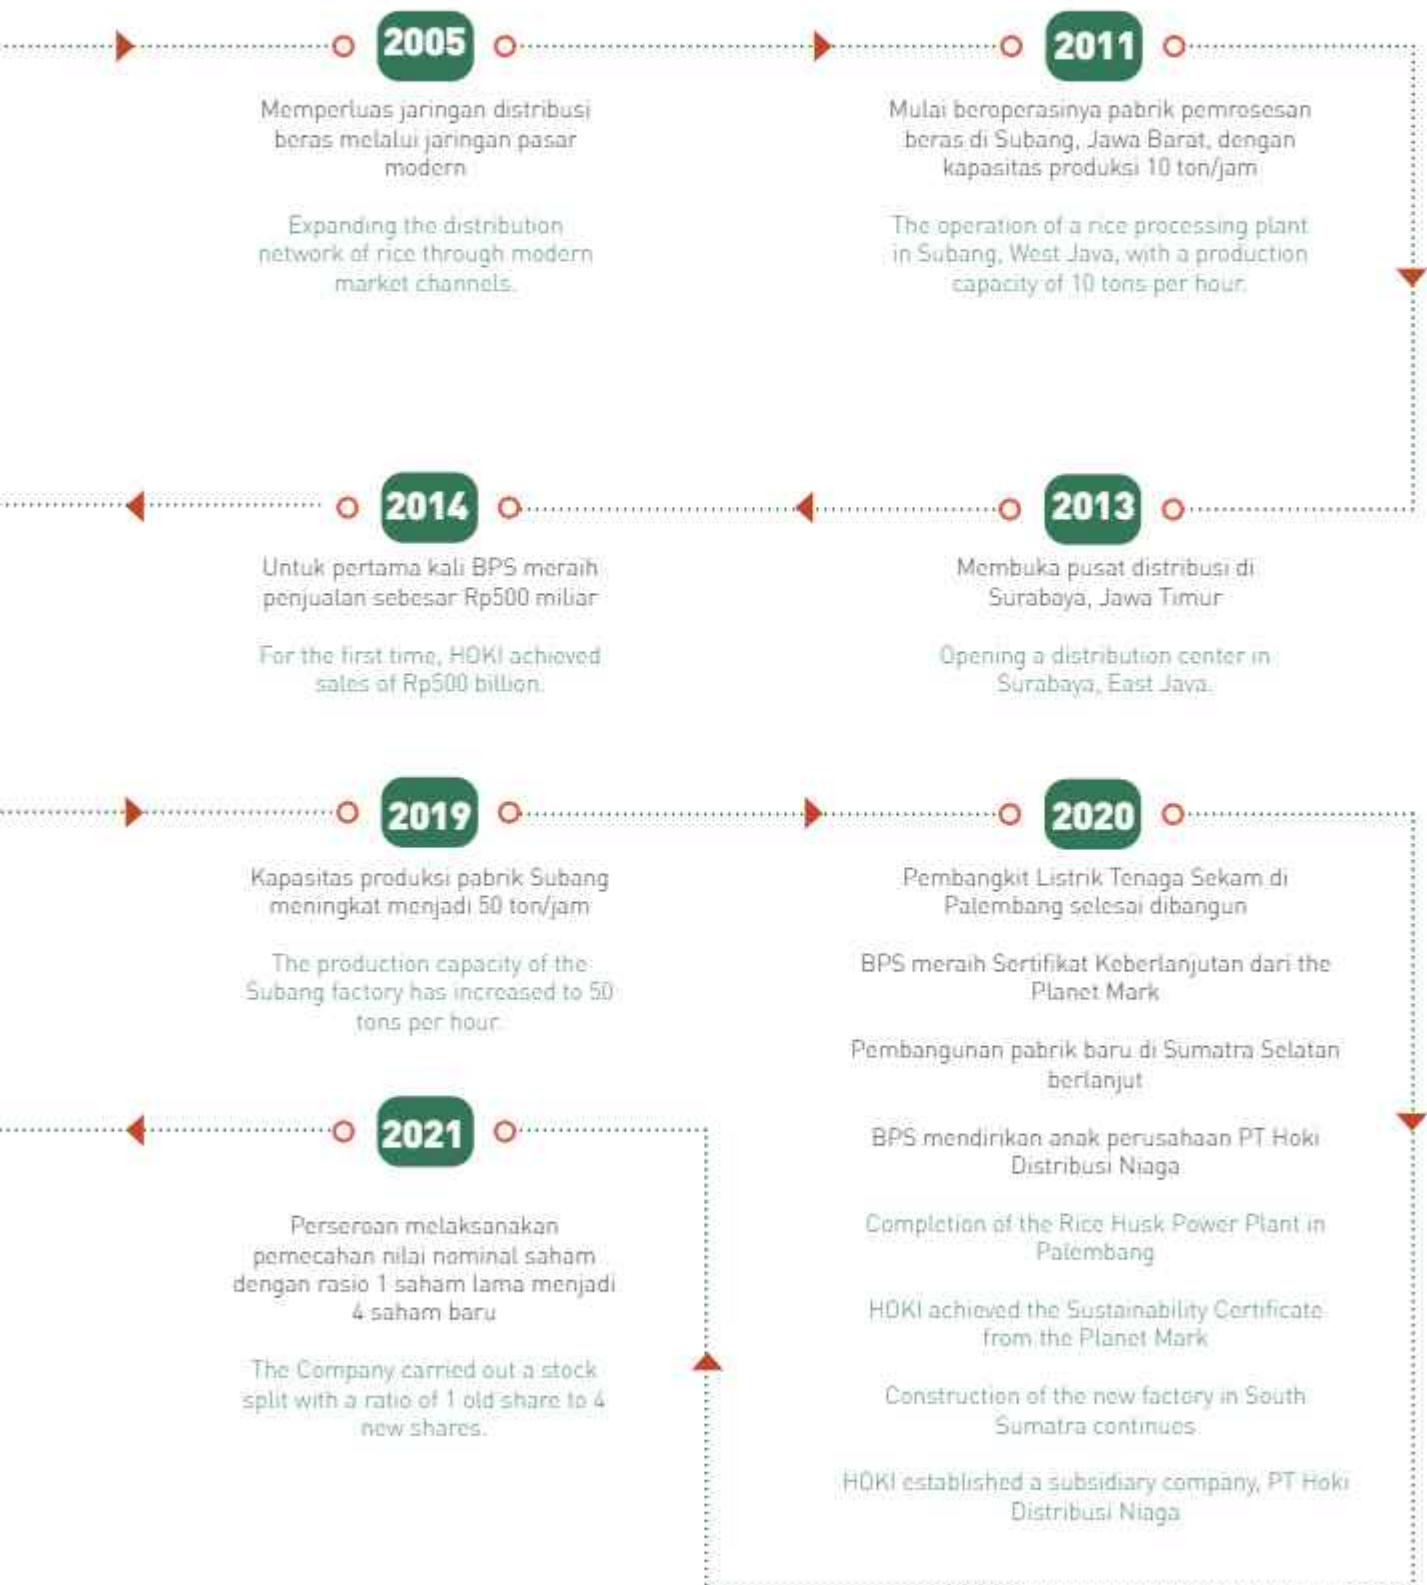 2005
Memperluas jaringan distribusi
beras melalui jaringan pasar
modern
Expanding the distribution
network of rice through modern
market channels.
2011
Mulai beroperasinya pabrik pemrosesan
beras di Subang, Jawa Barat, dengan
kapasitas produksi 10 ton/jam
The operation of a rice processing plant
in Subang, West Java, with a production
capacity of 10 tons per hour.
2013
Membuka pusat distribusi di
Surabaya, Jawa Timur
Opening a distribution center in
Surabaya, East Java.
2014
Untuk pertama kali BPS meraih
penjualan sebesar Rp500 miliar
For the first time, HOKI achieved
sales of Rp500 billion.
2019
Kapasitas produksi pabrik Subang
meningkat menjadi 50 ton/jam
The production capacity of the
Subang factory has increased to 50
tons per hour.
2020
Pembangkit Listrik Tenaga Sekam di
Palembang selesai dibangun
BPS meraih Sertifikat Keberlanjutan dari the
Planet Mark
Pembangunan pabrik baru di Sumatra Selatan
berlanjut
BPS mendirikan anak perusahaan PT Hoki
Distribusi Niaga
Completion of the Rice Husk Power Plant in
Palembang
HOKI achieved the Sustainability Certificate
from the Planet Mark
Construction of the new factory in South
Sumatra continues
HOKI established a subsidiary company, PT Hoki
Distribusi Niaga
2021
Perseroan melaksanakan
pemecahan nilai nominal saham
dengan rasio 1 saham lama menjadi
4 saham baru
The Company carried out a stock
split with a ratio of 1 old share to 4
new shares.